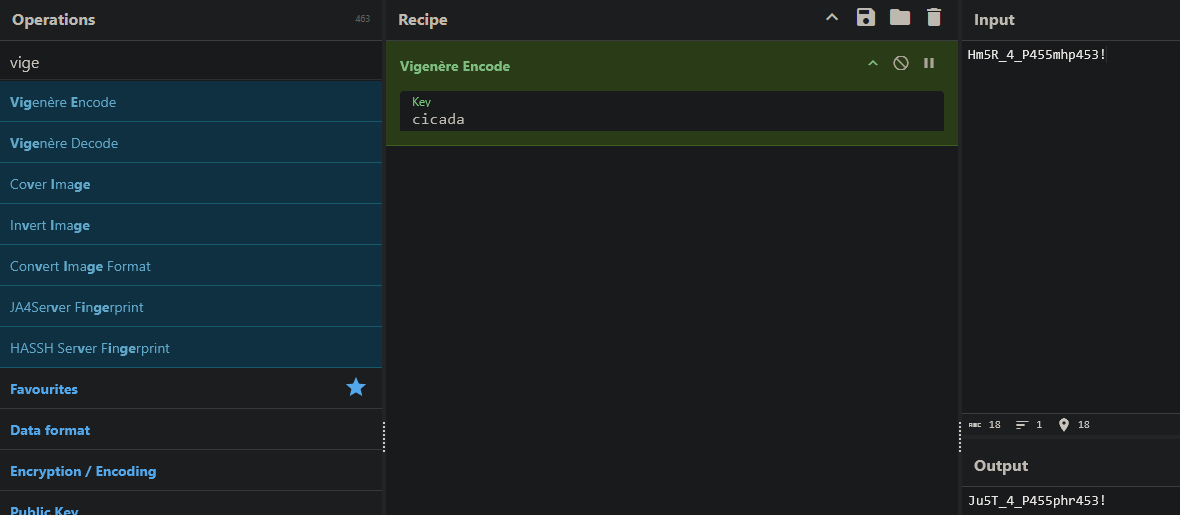 Operations
463
vige
Vigenère Encode
Vigenère Decode
Cover Image
Invert Image
Convert Image Format
JA4Server Fingerprint
HASSH Server Fingerprint
Favourites
Data format
Encryption / Encoding
Public Key
Recipe
Vigenère Encode
Key
cicada
Input
Hm5R_4_P455mhp453!
ABC 18 1 18
Output
Ju5T_4_P455phr453!